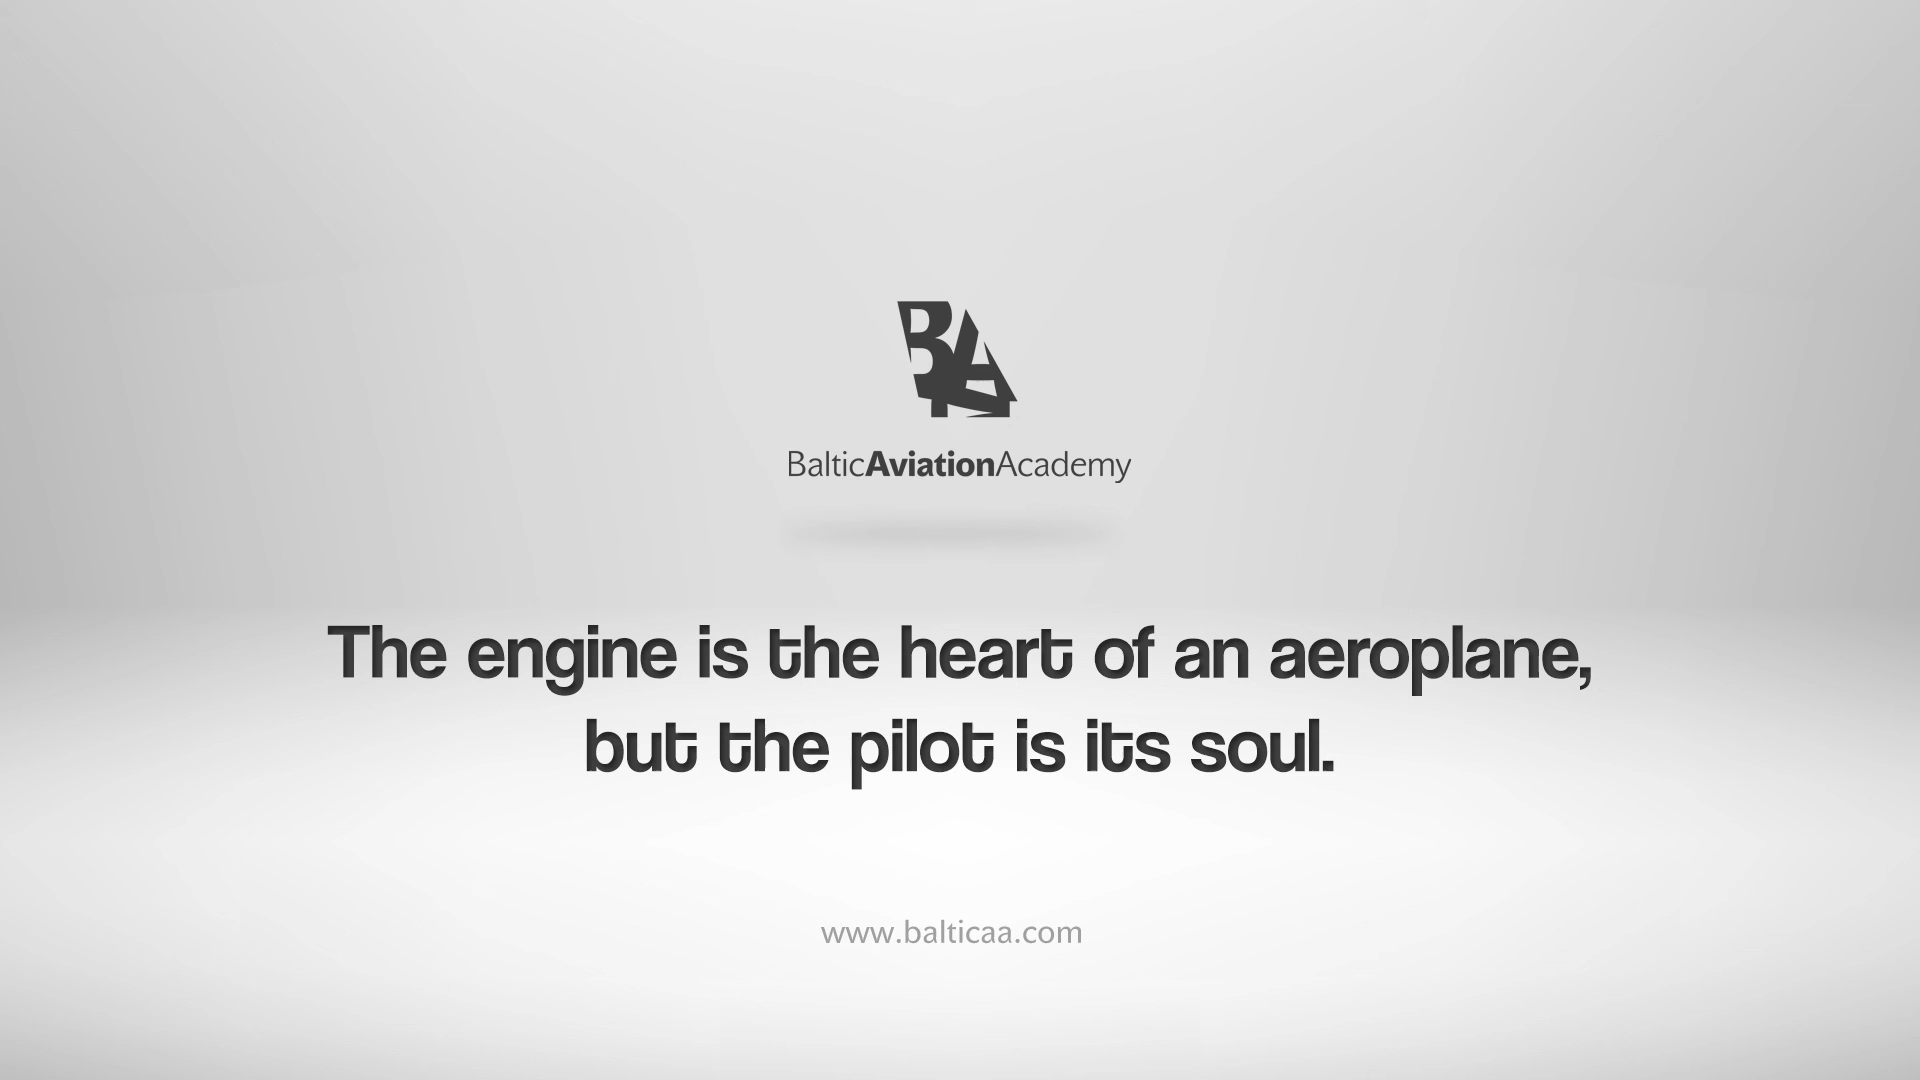 BA
BalticAviationAcademy
The engine is the heart of an aeroplane,
but the pilot is its soul.
www.balticaa.com